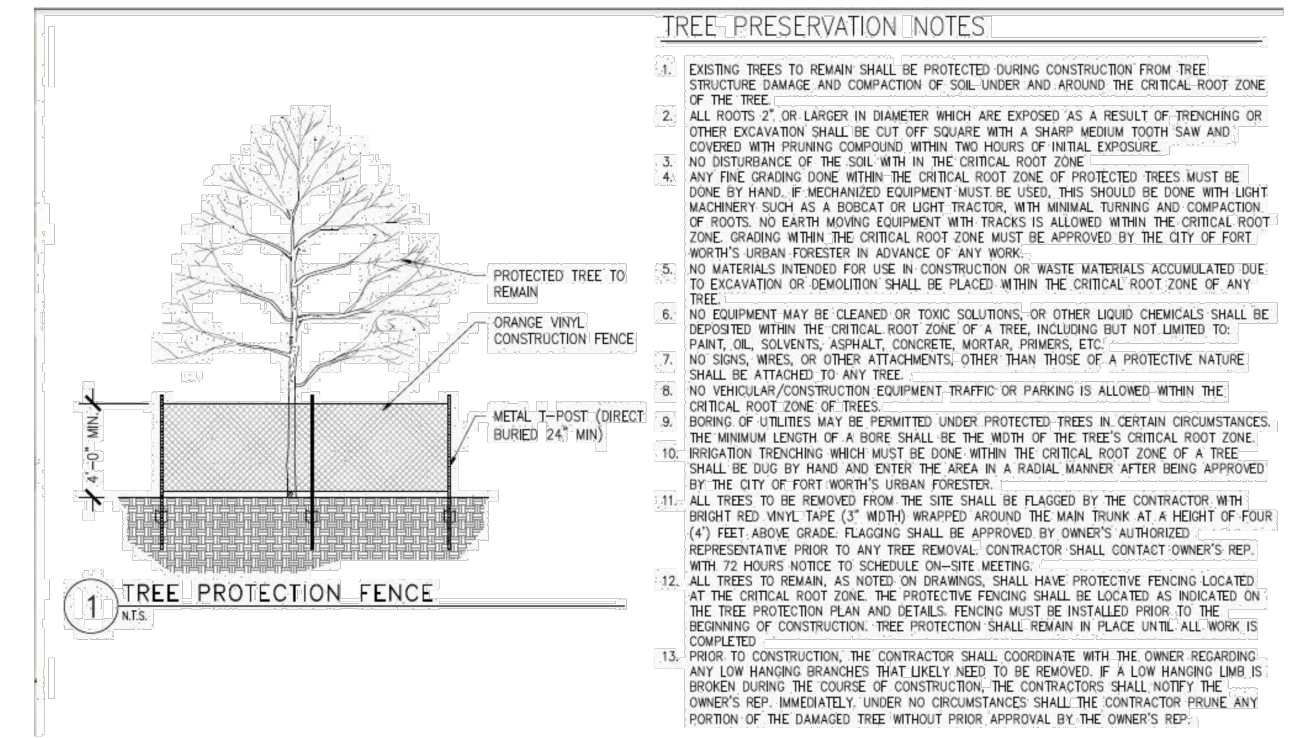 PROTECTED TREE TO
REMAIN
ORANGE VINYL
CONSTRUCTION FENCE
METAL T-POST (DIRECT
BURIED 24" MIN)
4'-0" MIN.
1
TREE PROTECTION FENCE
N.T.S.
TREE PRESERVATION NOTES
1. EXISTING TREES TO REMAIN SHALL BE PROTECTED DURING CONSTRUCTION FROM TREE
STRUCTURE DAMAGE AND COMPACTION OF SOIL UNDER AND AROUND THE CRITICAL ROOT ZONE
OF THE TREE.
2. ALL ROOTS 2" OR LARGER IN DIAMETER WHICH ARE EXPOSED AS A RESULT OF TRENCHING OR
OTHER EXCAVATION SHALL BE CUT OFF SQUARE WITH A SHARP MEDIUM TOOTH SAW AND
COVERED WITH PRUNING COMPOUND WITHIN TWO HOURS OF INITIAL EXPOSURE.
3. NO DISTURBANCE OF THE SOIL WITH IN THE CRITICAL ROOT ZONE
4. ANY FINE GRADING DONE WITHIN THE CRITICAL ROOT ZONE OF PROTECTED TREES MUST BE
DONE BY HAND. IF MECHANIZED EQUIPMENT MUST BE USED, THIS SHOULD BE DONE WITH LIGHT
MACHINERY SUCH AS A BOBCAT OR LIGHT TRACTOR, WITH MINIMAL TURNING AND COMPACTION
OF ROOTS. NO EARTH MOVING EQUIPMENT WITH TRACKS IS ALLOWED WITHIN THE CRITICAL ROOT
ZONE. GRADING WITHIN THE CRITICAL ROOT ZONE MUST BE APPROVED BY THE CITY OF FORT
WORTH'S URBAN FORESTER IN ADVANCE OF ANY WORK.
5. NO MATERIALS INTENDED FOR USE IN CONSTRUCTION OR WASTE MATERIALS ACCUMULATED DUE
TO EXCAVATION OR DEMOLITION SHALL BE PLACED WITHIN THE CRITICAL ROOT ZONE OF ANY
TREE.
6. NO EQUIPMENT MAY BE CLEANED OR TOXIC SOLUTIONS, OR OTHER LIQUID CHEMICALS SHALL BE
DEPOSITED WITHIN THE CRITICAL ROOT ZONE OF A TREE, INCLUDING BUT NOT LIMITED TO:
PAINT, OIL, SOLVENTS, ASPHALT, CONCRETE, MORTAR, PRIMERS, ETC.
7. NO SIGNS, WIRES, OR OTHER ATTACHMENTS, OTHER THAN THOSE OF A PROTECTIVE NATURE
SHALL BE ATTACHED TO ANY TREE.
8. NO VEHICULAR/CONSTRUCTION EQUIPMENT TRAFFIC OR PARKING IS ALLOWED WITHIN THE
CRITICAL ROOT ZONE OF TREES.
9. BORING OF UTILITIES MAY BE PERMITTED UNDER PROTECTED TREES IN CERTAIN CIRCUMSTANCES.
THE MINIMUM LENGTH OF A BORE SHALL BE THE WIDTH OF THE TREE'S CRITICAL ROOT ZONE.
10. IRRIGATION TRENCHING WHICH MUST BE DONE WITHIN THE CRITICAL ROOT ZONE OF A TREE
SHALL BE DUG BY HAND AND ENTER THE AREA IN A RADIAL MANNER AFTER BEING APPROVED
BY THE CITY OF FORT WORTH'S URBAN FORESTER.
11. ALL TREES TO BE REMOVED FROM THE SITE SHALL BE FLAGGED BY THE CONTRACTOR WITH
BRIGHT RED VINYL TAPE (3" WIDTH) WRAPPED AROUND THE MAIN TRUNK AT A HEIGHT OF FOUR
(4') FEET ABOVE GRADE. FLAGGING SHALL BE APPROVED BY OWNER'S AUTHORIZED
REPRESENTATIVE PRIOR TO ANY TREE REMOVAL. CONTRACTOR SHALL CONTACT OWNER'S REP.
WITH 72 HOURS NOTICE TO SCHEDULE ON-SITE MEETING.
12. ALL TREES TO REMAIN, AS NOTED ON DRAWINGS, SHALL HAVE PROTECTIVE FENCING LOCATED
AT THE CRITICAL ROOT ZONE. THE PROTECTIVE FENCING SHALL BE LOCATED AS INDICATED ON
THE TREE PROTECTION PLAN AND DETAILS. FENCING MUST BE INSTALLED PRIOR TO THE
BEGINNING OF CONSTRUCTION. TREE PROTECTION SHALL REMAIN IN PLACE UNTIL ALL WORK IS
COMPLETED
13. PRIOR TO CONSTRUCTION, THE CONTRACTOR SHALL COORDINATE WITH THE OWNER REGARDING
ANY LOW HANGING BRANCHES THAT LIKELY NEED TO BE REMOVED. IF A LOW HANGING LIMB IS
BROKEN DURING THE COURSE OF CONSTRUCTION, THE CONTRACTORS SHALL NOTIFY THE
OWNER'S REP. IMMEDIATELY. UNDER NO CIRCUMSTANCES SHALL THE CONTRACTOR PRUNE ANY
PORTION OF THE DAMAGED TREE WITHOUT PRIOR APPROVAL BY THE OWNER'S REP.